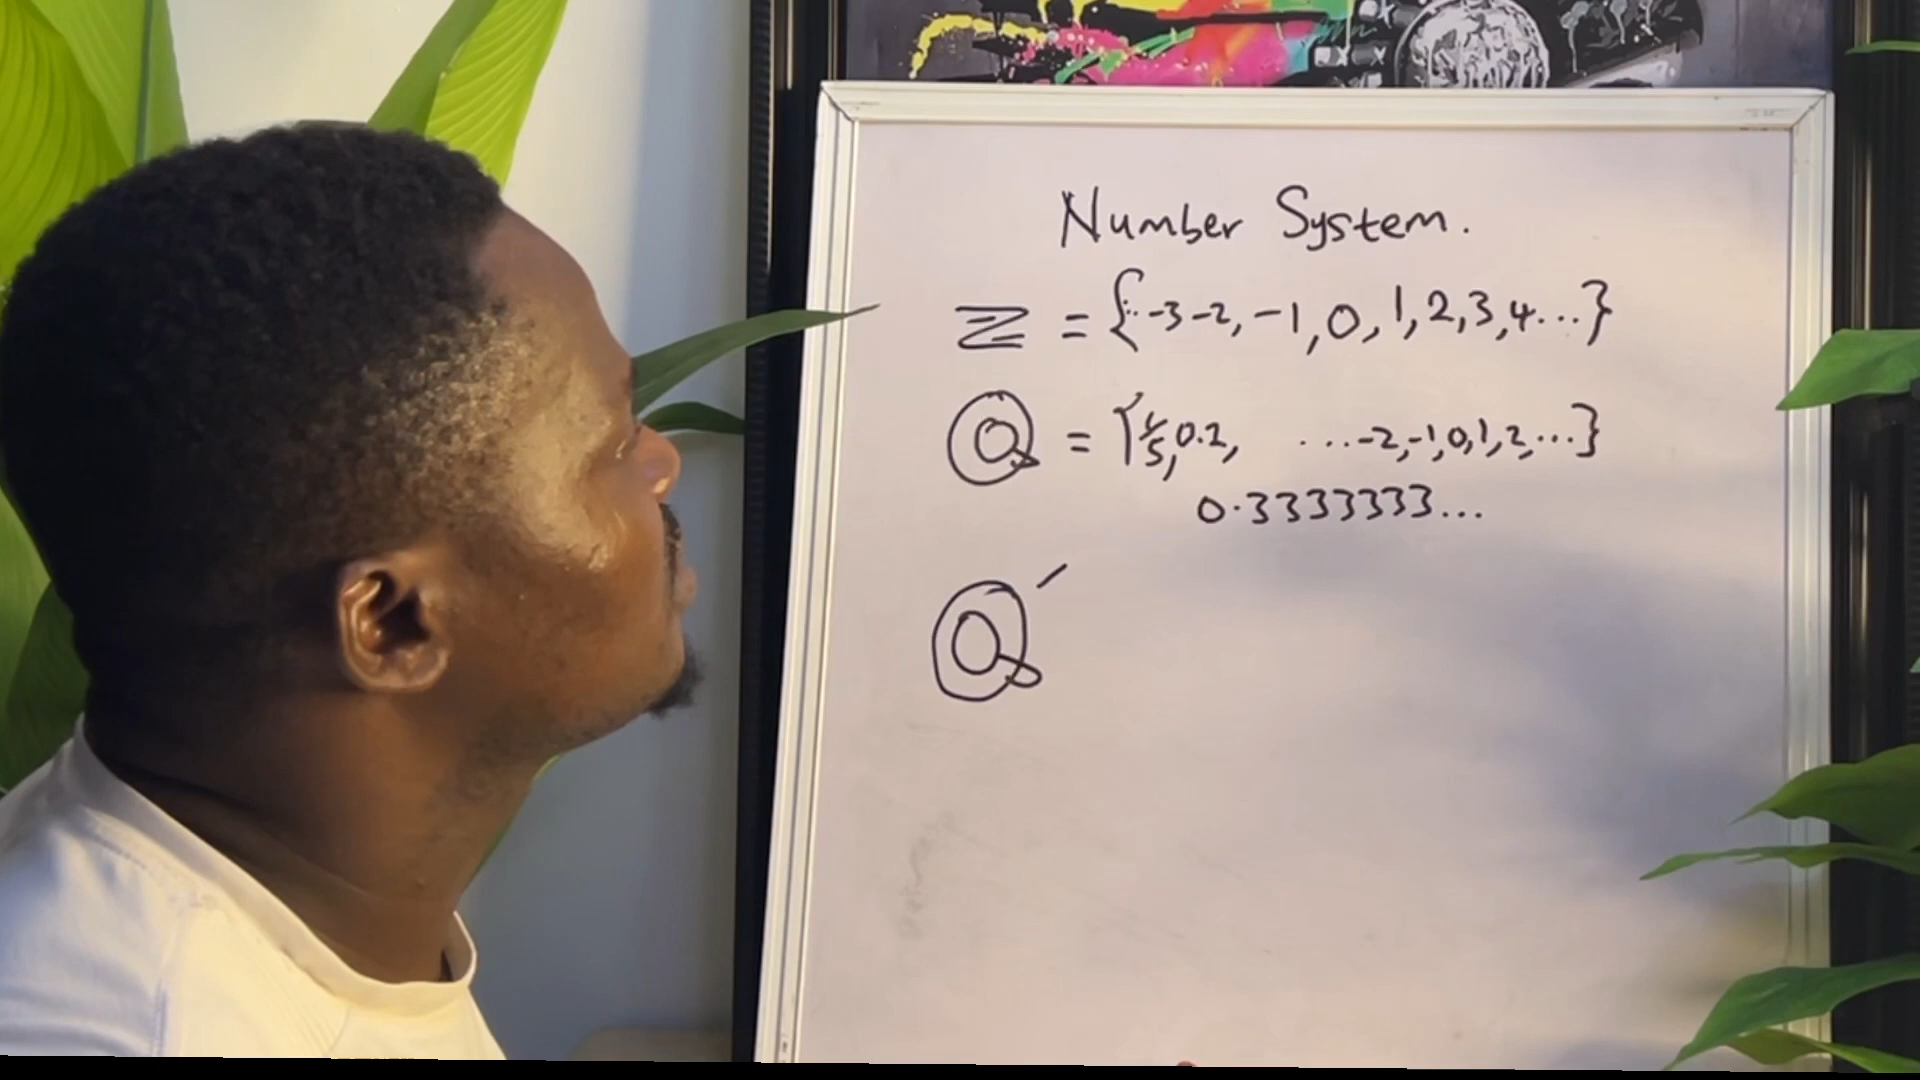 Number System.
Z = {...-3-2, -1, 0, 1, 2, 3, 4...}
Q = {1/5, 0.2, ...-2,-1,0,1,2,...}
0.3333333...
Q'